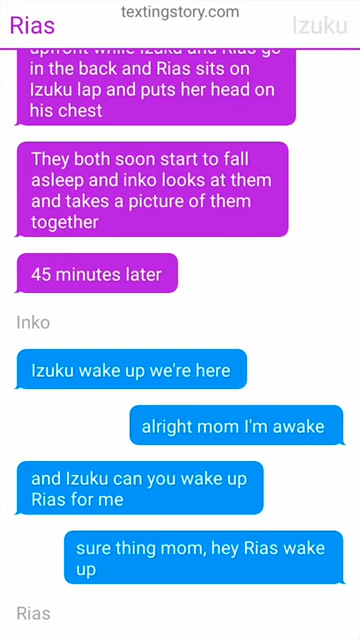 textingstory.com
Rias
Izuku
upfront while Izuku and Rias go
in the back and Rias sits on
Izuku lap and puts her head on
his chest
They both soon start to fall
asleep and inko looks at them
and takes a picture of them
together
45 minutes later
Inko
Izuku wake up we're here
alright mom I'm awake
and Izuku can you wake up
Rias for me
sure thing mom, hey Rias wake
up
Rias